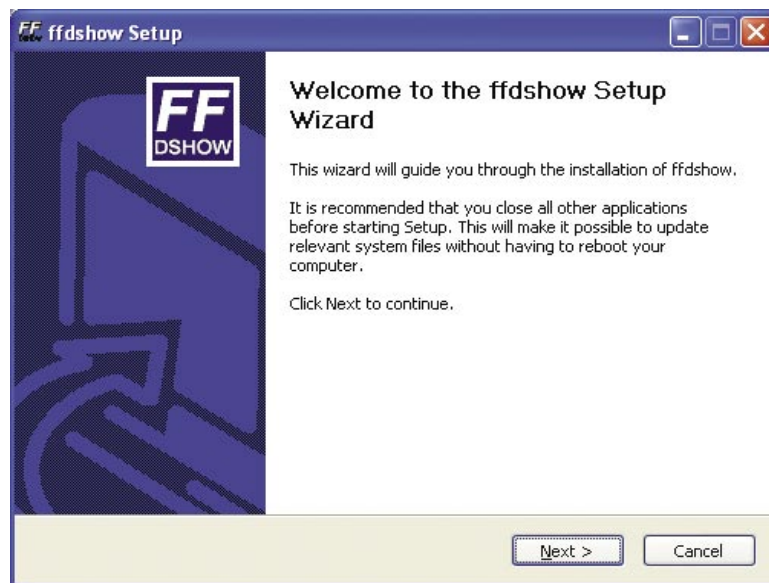 ffdshow Setup
FF
DSHOW
Welcome to the ffdshow Setup
Wizard
This wizard will guide you through the installation of ffdshow.
It is recommended that you close all other applications
before starting Setup. This will make it possible to update
relevant system files without having to reboot your
computer.
Click Next to continue.
Next >
Cancel